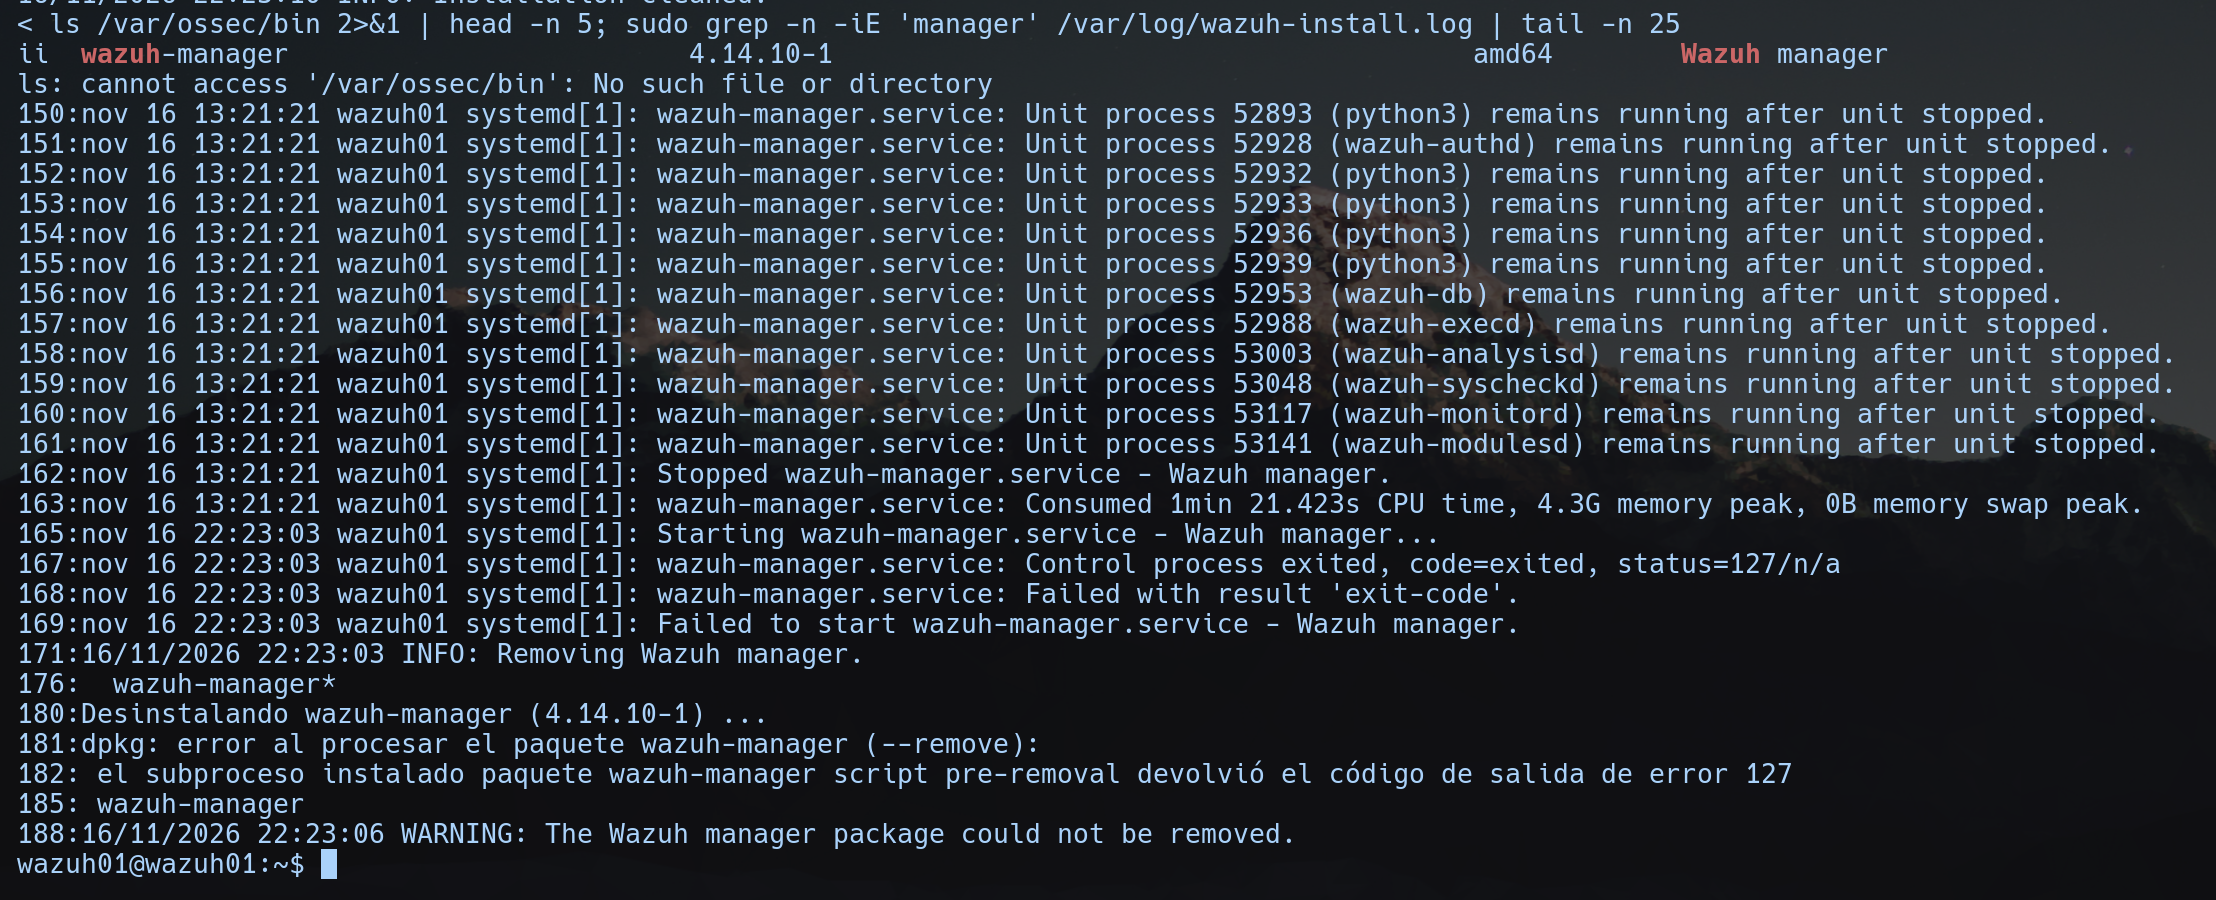 16/11/2026 22:23:16 INFO: Installation cleaned.
< ls /var/ossec/bin 2>&1 | head -n 5; sudo grep -n -iE 'manager' /var/log/wazuh-install.log | tail -n 25
ii  wazuh-manager                         4.14.10-1                                        amd64        Wazuh manager
ls: cannot access '/var/ossec/bin': No such file or directory
150:nov 16 13:21:21 wazuh01 systemd[1]: wazuh-manager.service: Unit process 52893 (python3) remains running after unit stopped.
151:nov 16 13:21:21 wazuh01 systemd[1]: wazuh-manager.service: Unit process 52928 (wazuh-authd) remains running after unit stopped.
152:nov 16 13:21:21 wazuh01 systemd[1]: wazuh-manager.service: Unit process 52932 (python3) remains running after unit stopped.
153:nov 16 13:21:21 wazuh01 systemd[1]: wazuh-manager.service: Unit process 52933 (python3) remains running after unit stopped.
154:nov 16 13:21:21 wazuh01 systemd[1]: wazuh-manager.service: Unit process 52936 (python3) remains running after unit stopped.
155:nov 16 13:21:21 wazuh01 systemd[1]: wazuh-manager.service: Unit process 52939 (python3) remains running after unit stopped.
156:nov 16 13:21:21 wazuh01 systemd[1]: wazuh-manager.service: Unit process 52953 (wazuh-db) remains running after unit stopped.
157:nov 16 13:21:21 wazuh01 systemd[1]: wazuh-manager.service: Unit process 52988 (wazuh-execd) remains running after unit stopped.
158:nov 16 13:21:21 wazuh01 systemd[1]: wazuh-manager.service: Unit process 53003 (wazuh-analysisd) remains running after unit stopped.
159:nov 16 13:21:21 wazuh01 systemd[1]: wazuh-manager.service: Unit process 53048 (wazuh-syscheckd) remains running after unit stopped.
160:nov 16 13:21:21 wazuh01 systemd[1]: wazuh-manager.service: Unit process 53117 (wazuh-monitord) remains running after unit stopped.
161:nov 16 13:21:21 wazuh01 systemd[1]: wazuh-manager.service: Unit process 53141 (wazuh-modulesd) remains running after unit stopped.
162:nov 16 13:21:21 wazuh01 systemd[1]: Stopped wazuh-manager.service - Wazuh manager.
163:nov 16 13:21:21 wazuh01 systemd[1]: wazuh-manager.service: Consumed 1min 21.423s CPU time, 4.3G memory peak, 0B memory swap peak.
165:nov 16 22:23:03 wazuh01 systemd[1]: Starting wazuh-manager.service - Wazuh manager...
167:nov 16 22:23:03 wazuh01 systemd[1]: wazuh-manager.service: Control process exited, code=exited, status=127/n/a
168:nov 16 22:23:03 wazuh01 systemd[1]: wazuh-manager.service: Failed with result 'exit-code'.
169:nov 16 22:23:03 wazuh01 systemd[1]: Failed to start wazuh-manager.service - Wazuh manager.
171:16/11/2026 22:23:03 INFO: Removing Wazuh manager.
176:  wazuh-manager*
180:Desinstalando wazuh-manager (4.14.10-1) ...
181:dpkg: error al procesar el paquete wazuh-manager (--remove):
182: el subproceso instalado paquete wazuh-manager script pre-removal devolvió el código de salida de error 127
185: wazuh-manager
188:16/11/2026 22:23:06 WARNING: The Wazuh manager package could not be removed.
wazuh01@wazuh01:~$